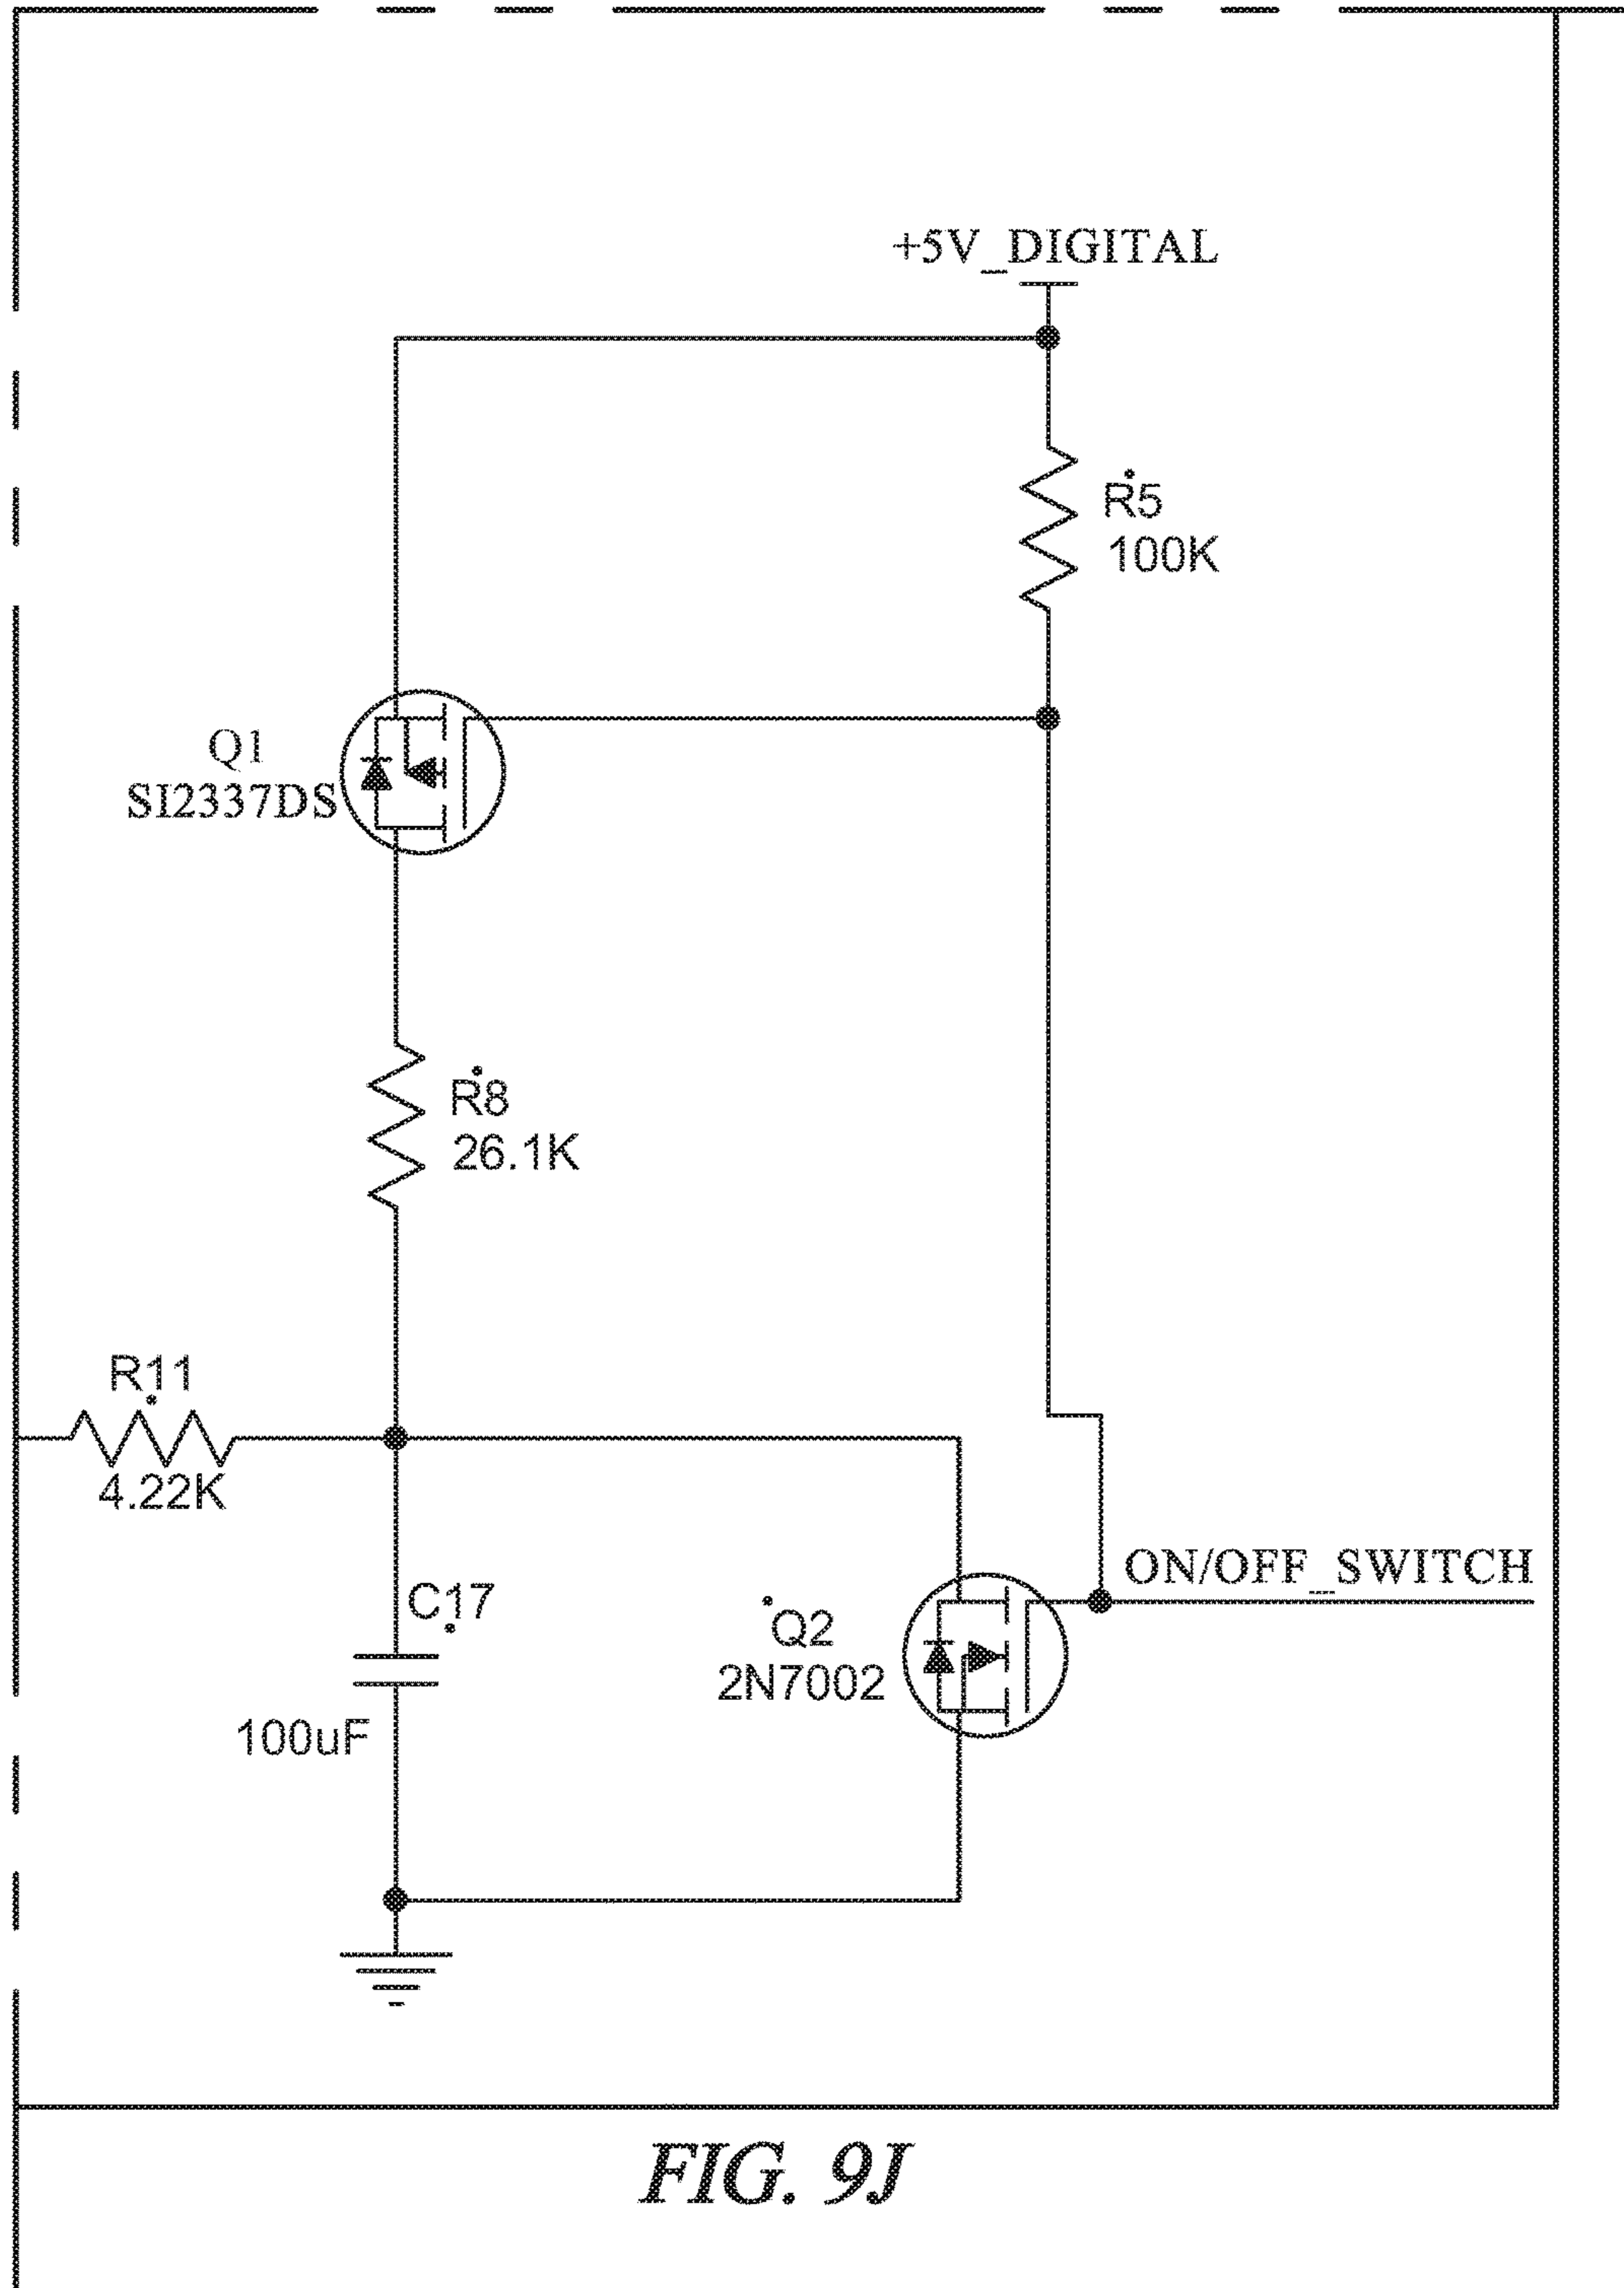 +5V_DIGITAL
R5
100K
Q1
SI2337DS
R8
26.1K
R11
4.22K
C17
100uF
Q2
2N7002
ON/OFF_SWITCH
FIG. 9J